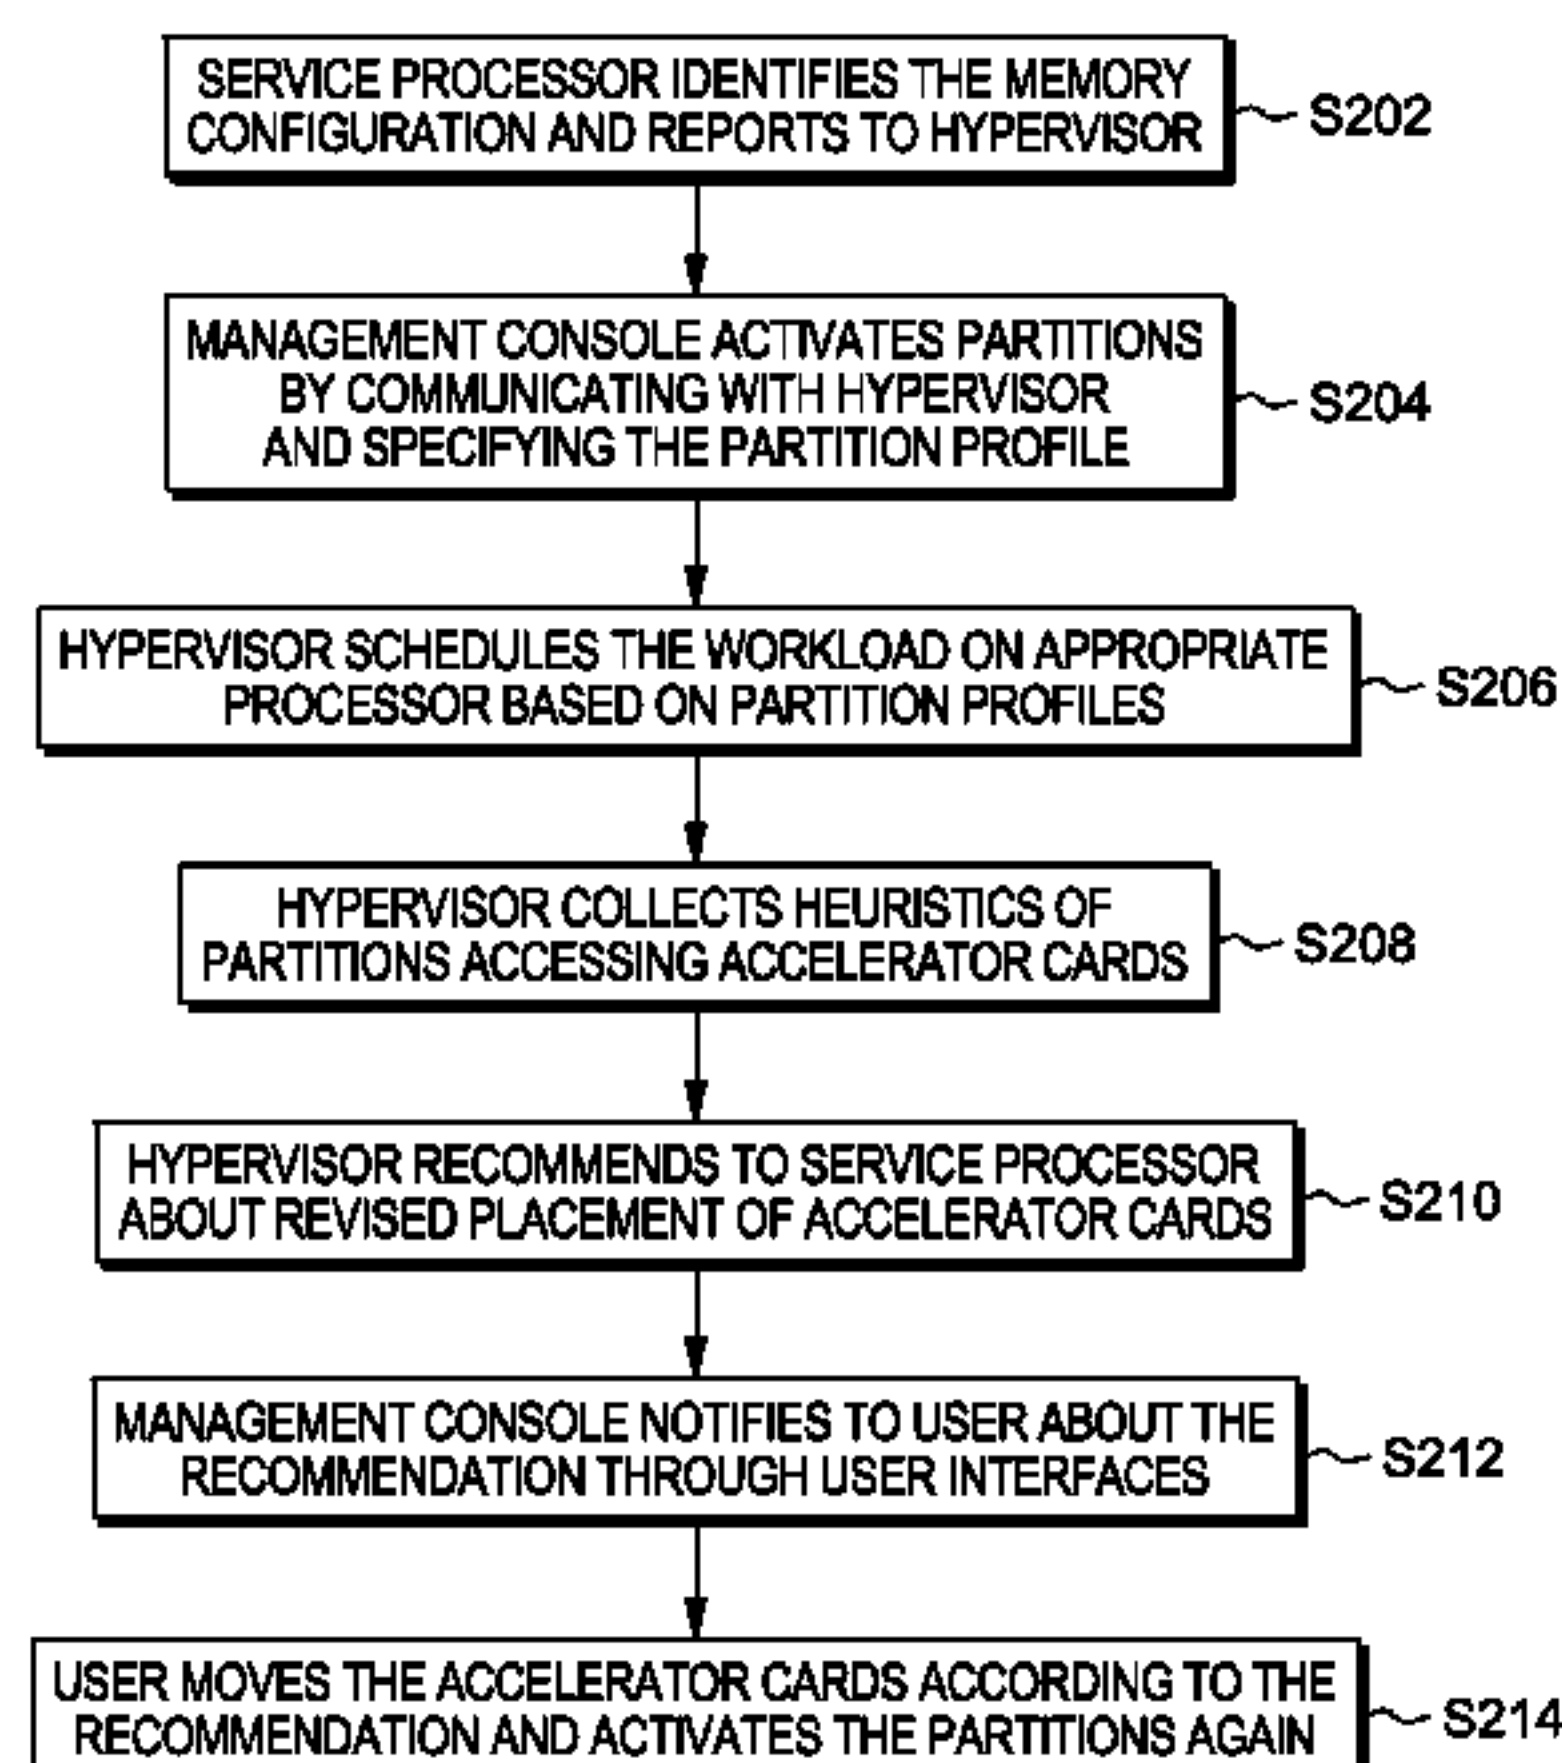 SERVICE PROCESSOR IDENTIFIES THE MEMORY
CONFIGURATION AND REPORTS TO HYPERVISOR
S202
MANAGEMENT CONSOLE ACTIVATES PARTITIONS
BY COMMUNICATING WITH HYPERVISOR
AND SPECIFYING THE PARTITION PROFILE
S204
HYPERVISOR SCHEDULES THE WORKLOAD ON APPROPRIATE
PROCESSOR BASED ON PARTITION PROFILES
S206
HYPERVISOR COLLECTS HEURISTICS OF
PARTITIONS ACCESSING ACCELERATOR CARDS
S208
HYPERVISOR RECOMMENDS TO SERVICE PROCESSOR
ABOUT REVISED PLACEMENT OF ACCELERATOR CARDS
S210
MANAGEMENT CONSOLE NOTIFIES TO USER ABOUT THE
RECOMMENDATION THROUGH USER INTERFACES
S212
USER MOVES THE ACCELERATOR CARDS ACCORDING TO THE
RECOMMENDATION AND ACTIVATES THE PARTITIONS AGAIN
S214